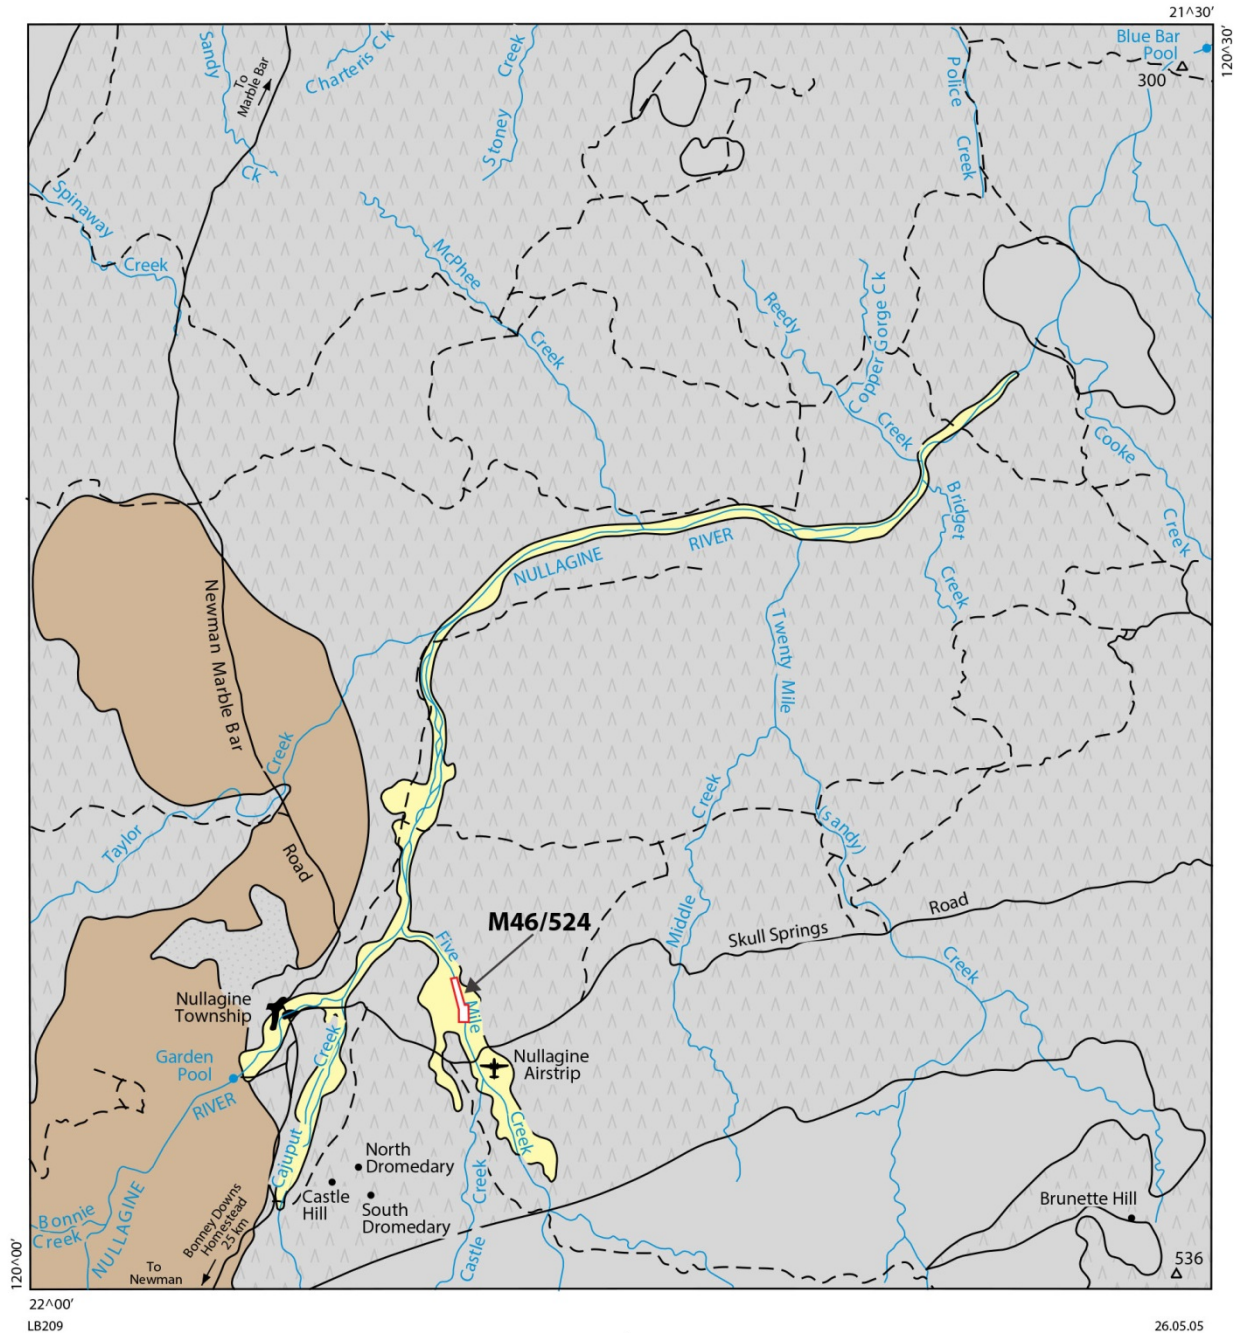 21^30'
120^30'
Blue Bar
Pool
300
Sandy
Ck
To
Marble Bar
Charteris Ck
Stoney
Creek
Police
Creek
Spinaway
Creek
McPhee
Creek
Reedy
Creek
Copper Gorge Ck
Cooke
Creek
Bridget
Creek
NULLAGINE
RIVER
Newman Marble Bar
Road
Twenty Mile
(sandy)
Creek
Taylor
Creek
Middle
Creek
M46/524
Skull Springs
Road
Five
Mile
Creek
Nullagine
Township
Nullagine
Airstrip
Garden
Pool
RIVER
NULLAGINE
Cajuput
Creek
North
Dromedary
Castle
Hill
South
Dromedary
Castle
Creek
Brunette Hill
536
Bonnie
Creek
Bonney Downs
Homestead
25 km
To
Newman
120^00'
22^00'
LB209
26.05.05